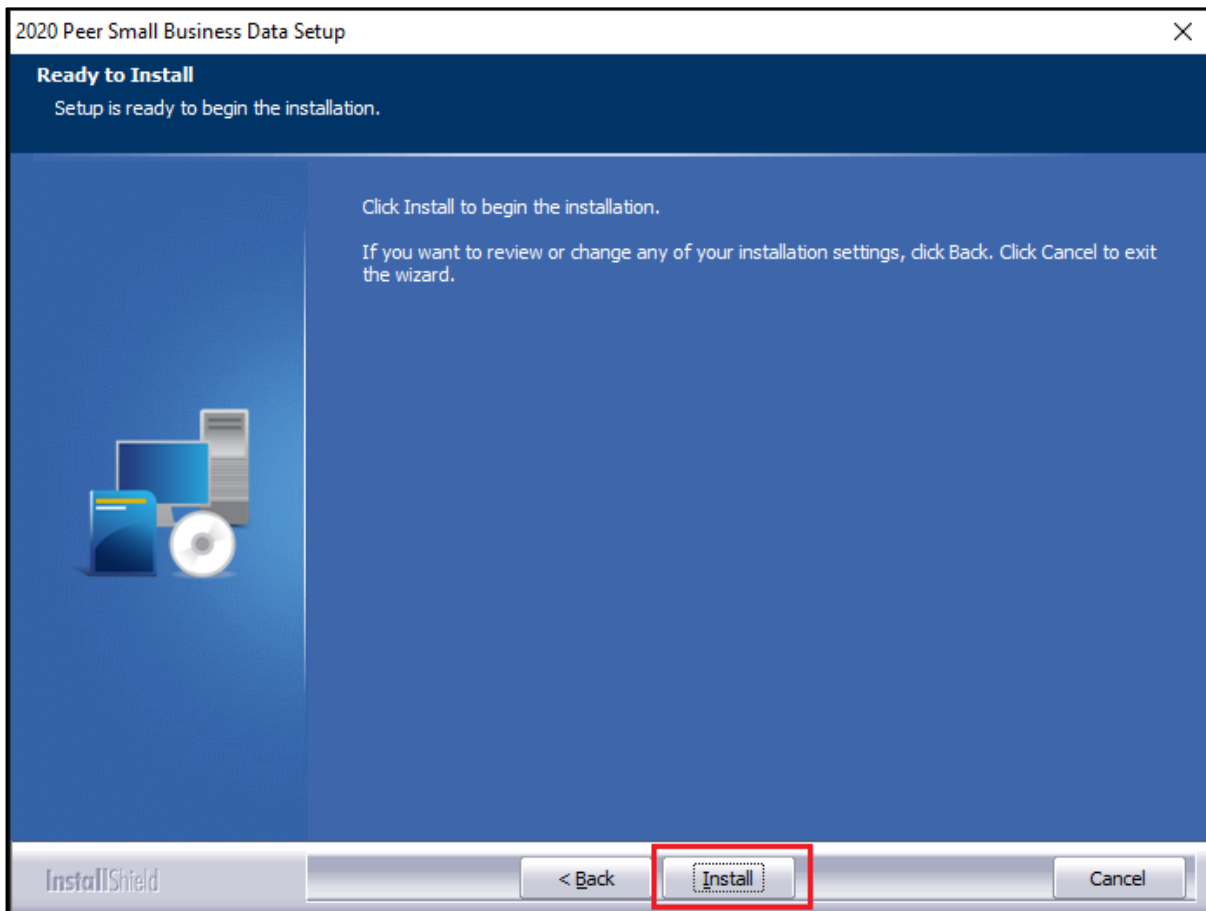 2020 Peer Small Business Data Setup
Ready to Install
Setup is ready to begin the installation.
Click Install to begin the installation.
If you want to review or change any of your installation settings, click Back. Click Cancel to exit
the wizard.
InstallShield
< Back
Install
Cancel